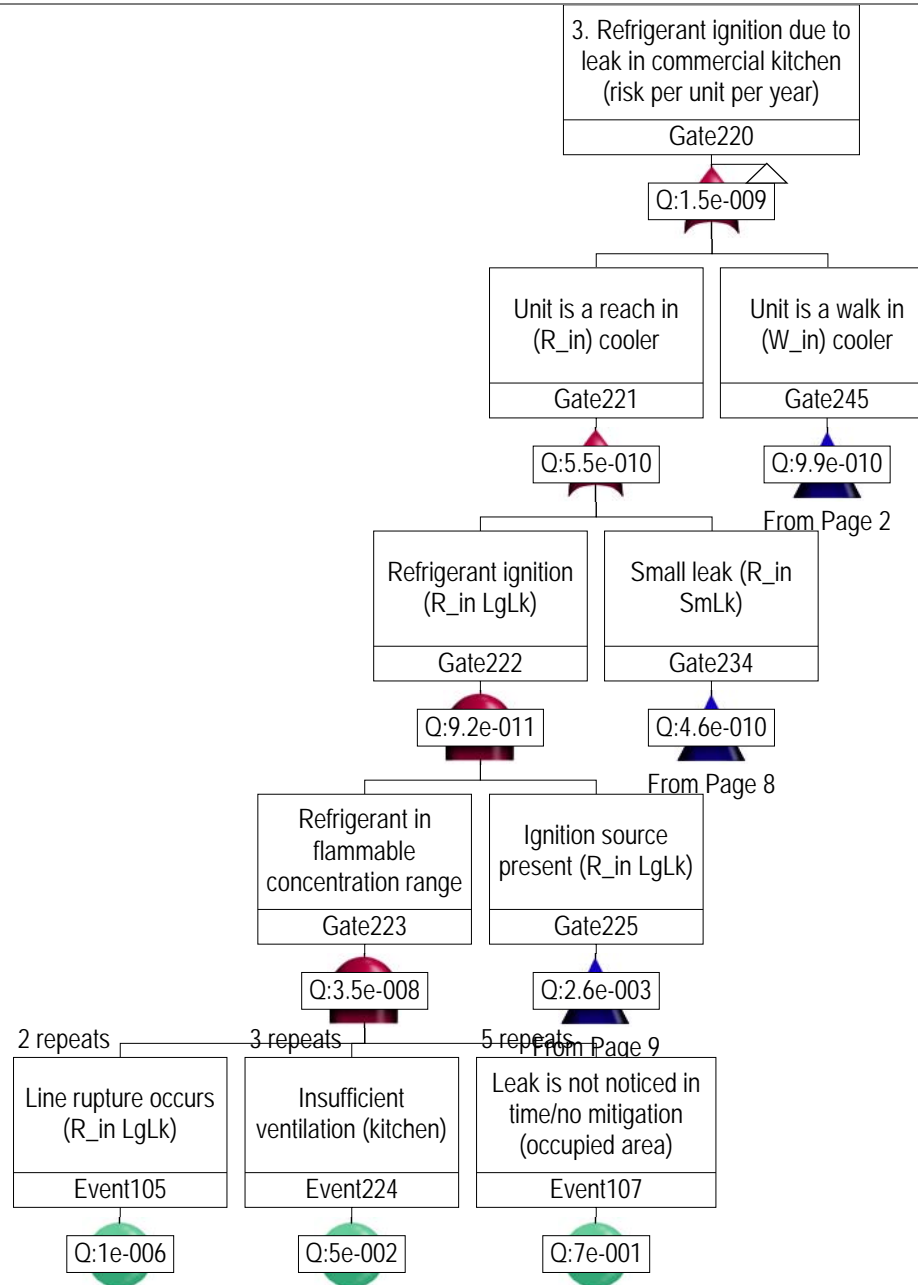 3. Refrigerant ignition due to
leak in commercial kitchen
(risk per unit per year)
Gate220
Q:1.5e-009
Unit is a reach in
(R_in) cooler
Gate221
Q:5.5e-010
Unit is a walk in
(W_in) cooler
Gate245
Q:9.9e-010
From Page 2
Refrigerant ignition
(R_in LgLk)
Gate222
Q:9.2e-011
Small leak (R_in
SmLk)
Gate234
Q:4.6e-010
From Page 8
Refrigerant in
flammable
concentration range
Gate223
Q:3.5e-008
Ignition source
present (R_in LgLk)
Gate225
Q:2.6e-003
From Page 9
2 repeats
Line rupture occurs
(R_in LgLk)
Event105
Q:1e-006
3 repeats
Insufficient
ventilation (kitchen)
Event224
Q:5e-002
5 repeats
Leak is not noticed in
time/no mitigation
(occupied area)
Event107
Q:7e-001